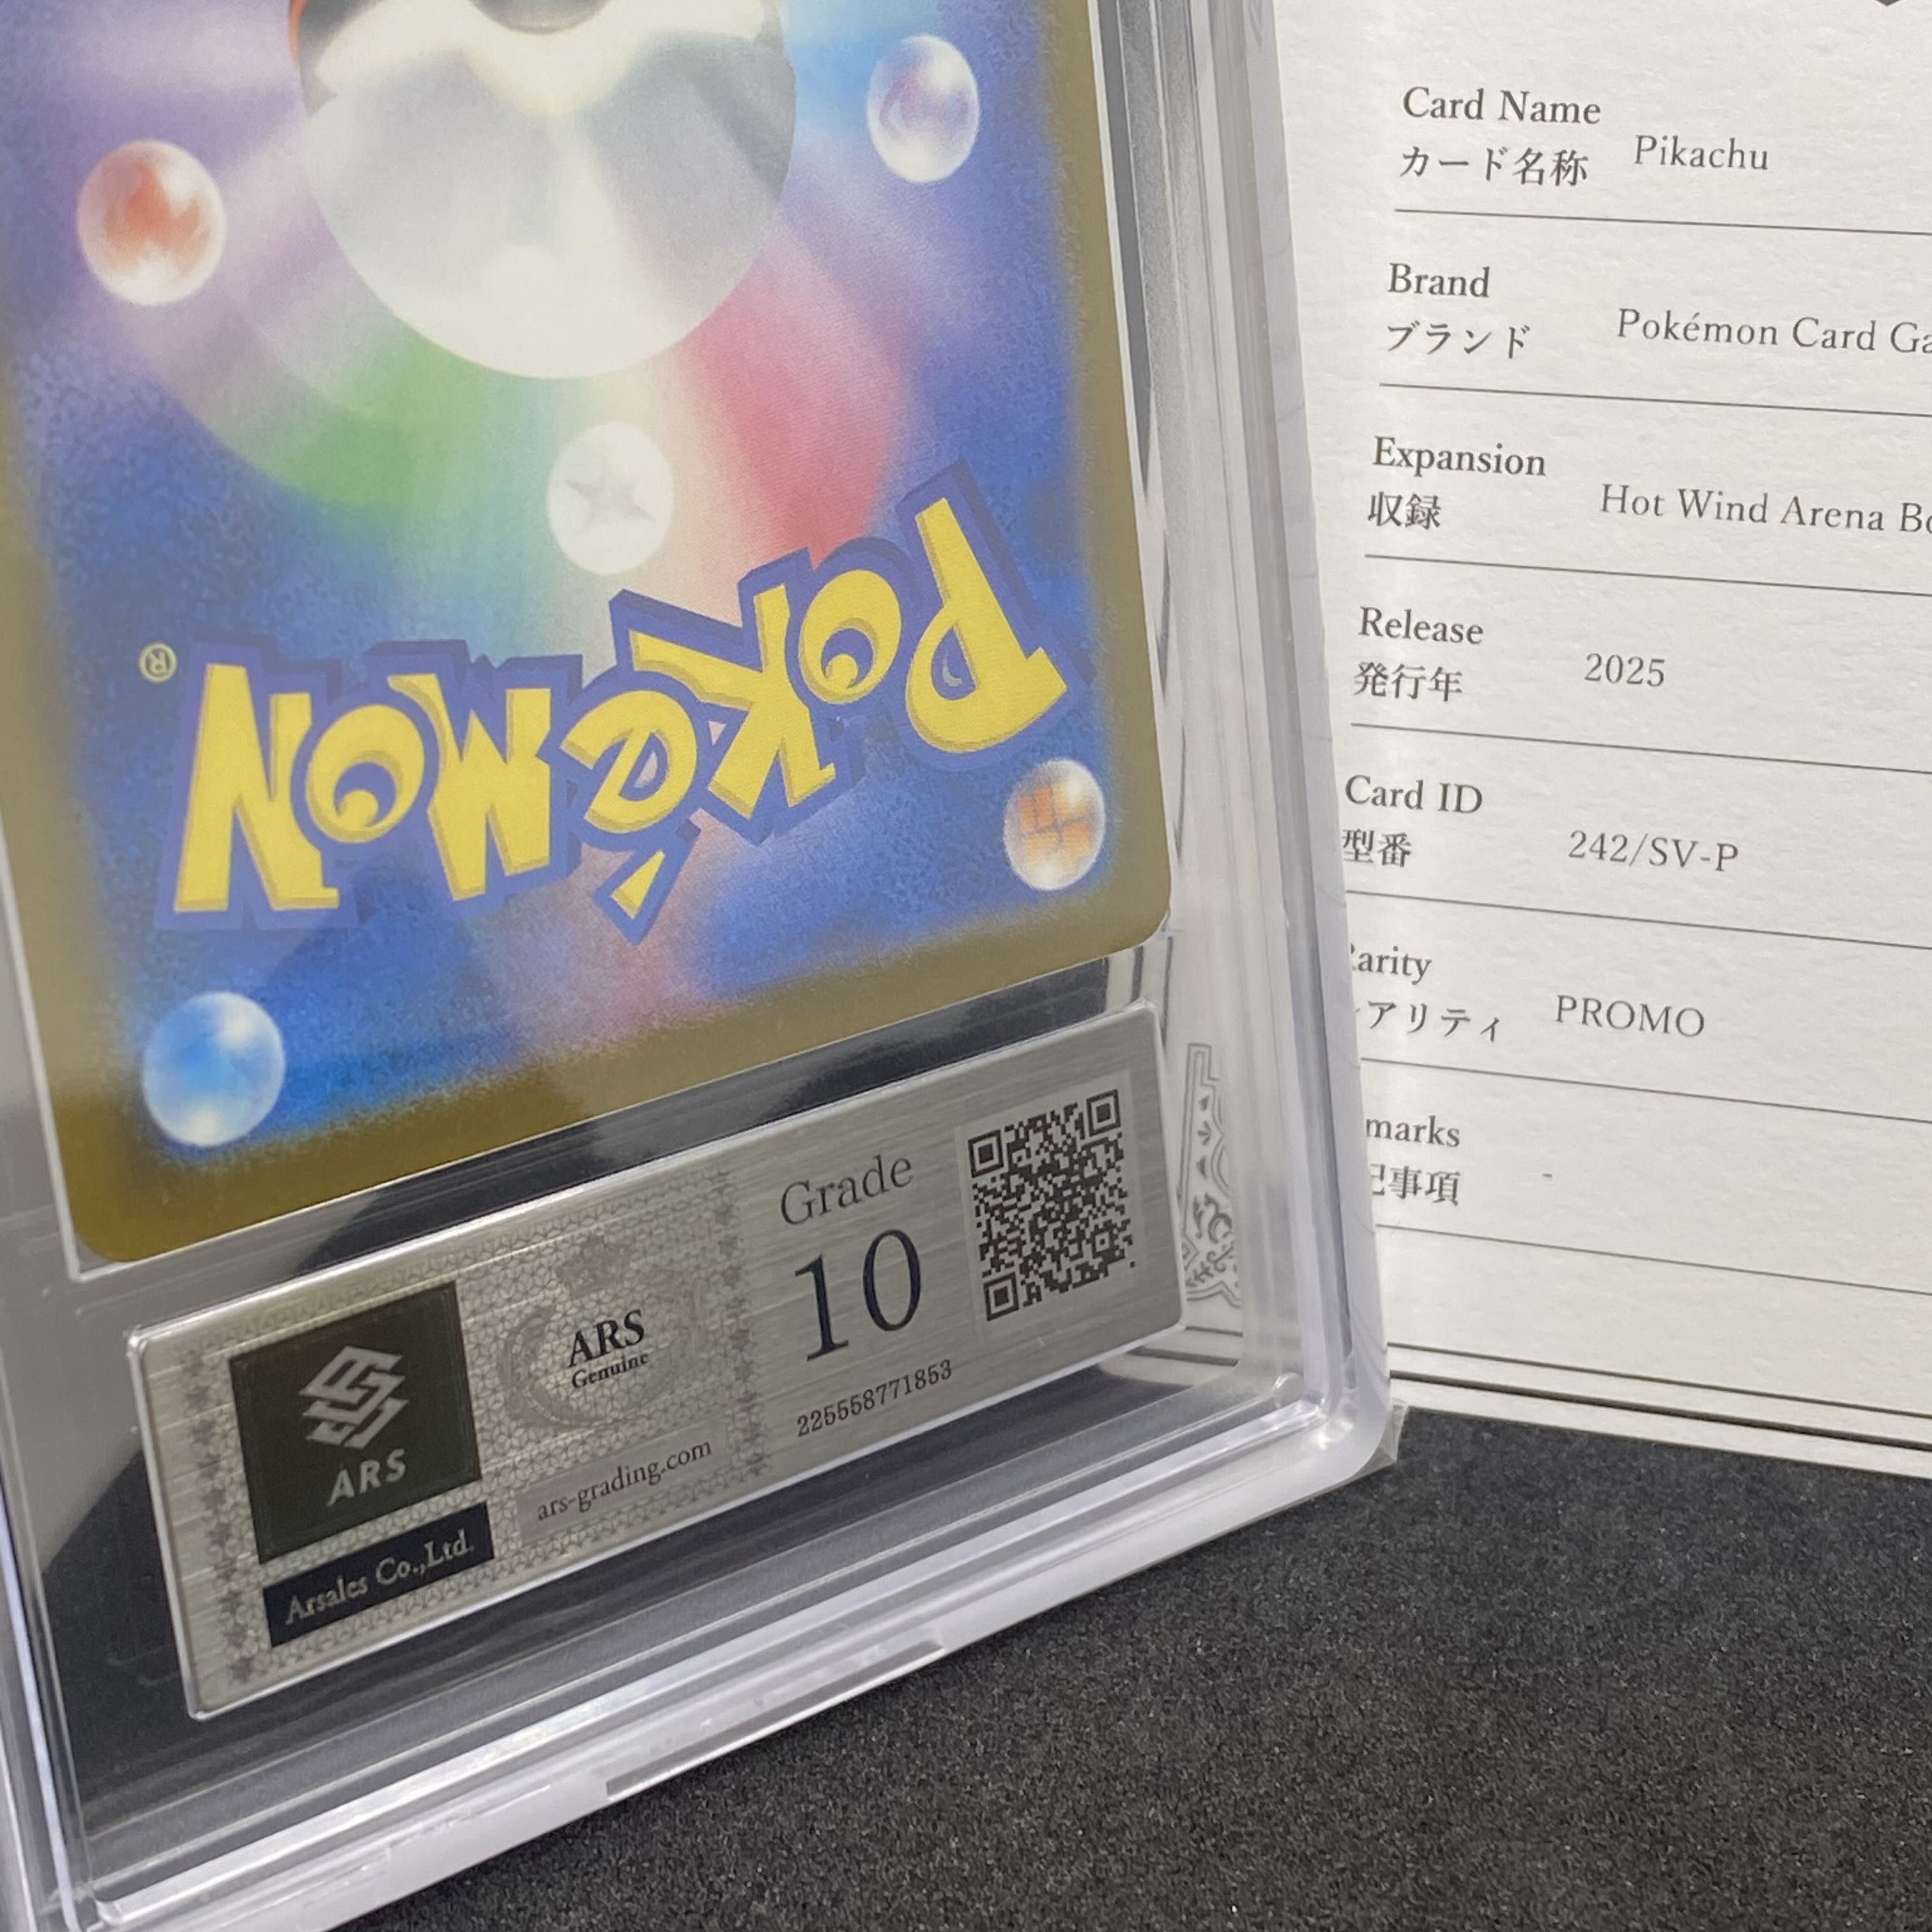 Pokémon
®
Grade
10
225558771853
ARS
Genuine
ars-grading.com
ARS
Arsales Co.,Ltd.
Card Name
カード名称
Pikachu
Brand
ブランド
Pokémon Card
Expansion
収録
Hot Wind Arena
Release
発行年
2025
Card ID
型番
242/SV-P
arity
アリティ
PROMO
marks
事項
-